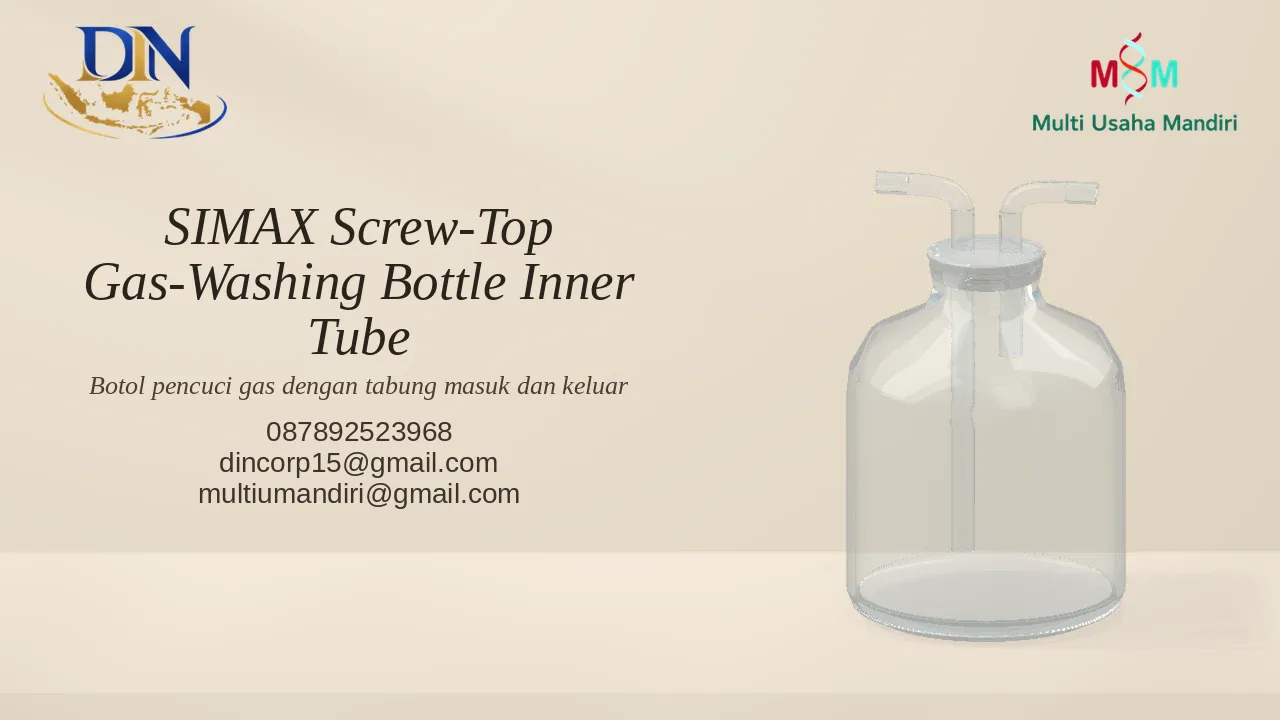 DIN
MSM
Multi Usaha Mandiri
SIMAX Screw-Top
Gas-Washing Bottle Inner
Tube
Botol pencuci gas dengan tabung masuk dan keluar
087892523968
dincorp15@gmail.com
multiumandiri@gmail.com